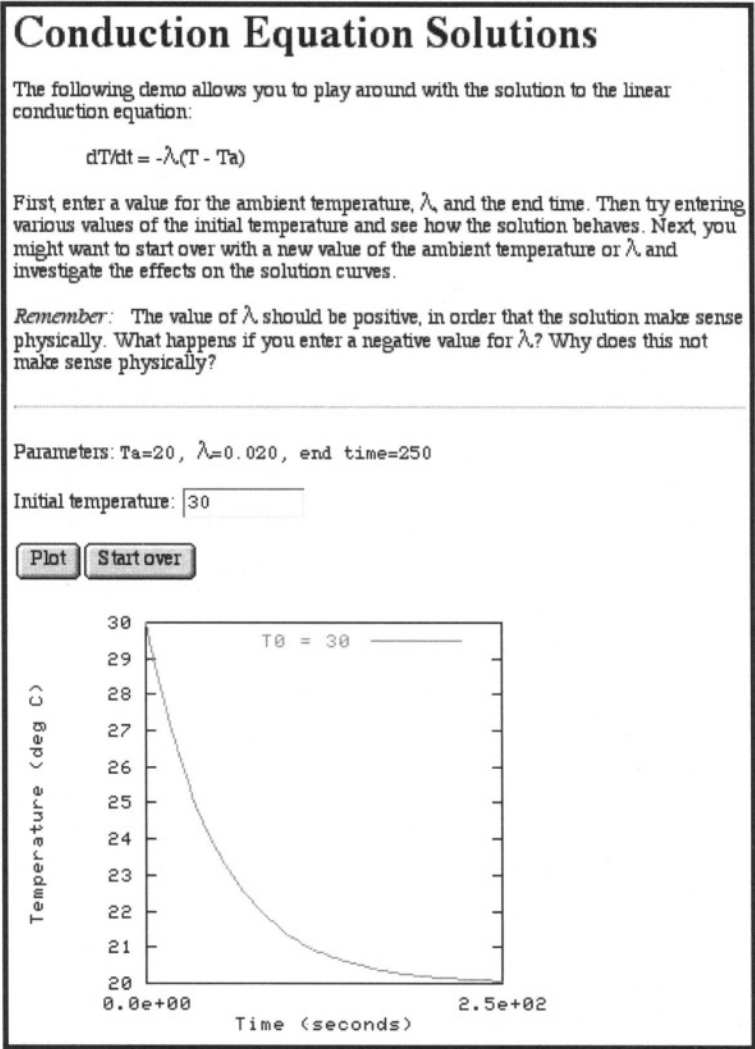 Conduction Equation Solutions
The following demo allows you to play around with the solution to the linear
conduction equation:
dT/dt = -λ(T - Ta)
First, enter a value for the ambient temperature, λ, and the end time. Then try entering
various values of the initial temperature and see how the solution behaves. Next, you
might want to start over with a new value of the ambient temperature or λ and
investigate the effects on the solution curves.
Remember: The value of λ should be positive, in order that the solution make sense
physically. What happens if you enter a negative value for λ? Why does this not
make sense physically?
Parameters: Ta=20, λ=0.020, end time=250
Initial temperature: 30
Plot Start over
T0 = 30
30
29
28
27
26
25
24
23
22
21
20
Temperature (deg C)
0.0e+00 2.5e+02
Time (seconds)